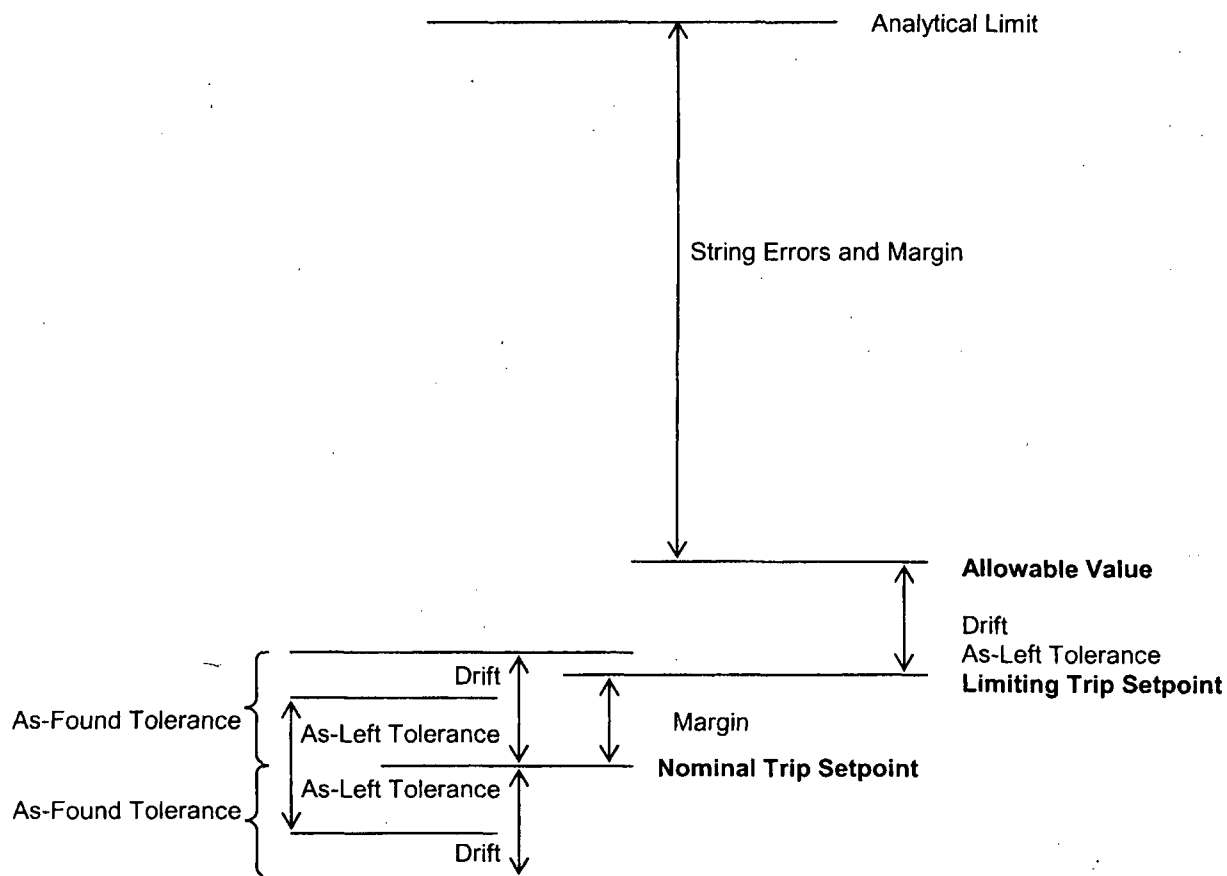 Analytical Limit
String Errors and Margin
Allowable Value
Drift
As-Left Tolerance
Limiting Trip Setpoint
Drift
As-Found Tolerance
As-Left Tolerance
Margin
Nominal Trip Setpoint
As-Left Tolerance
As-Found Tolerance
Drift